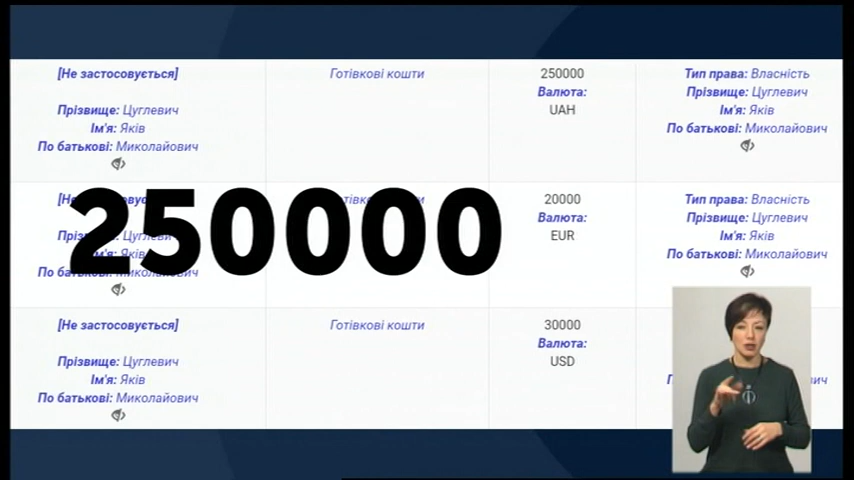 [Не застосовується]
Прізвище: Цуглевич
Ім'я: Яків
По батькові: Миколайович
Готівкові кошти
250000
Валюта:
UAH
Тип права: Власність
Прізвище: Цуглевич
Ім'я: Яків
По батькові: Миколайович
250000
20000
Валюта:
EUR
Тип права: Власність
Прізвище: Цуглевич
Ім'я: Яків
По батькові: Миколайович
[Не застосовується]
Прізвище: Цуглевич
Ім'я: Яків
По батькові: Миколайович
Готівкові кошти
30000
Валюта:
USD